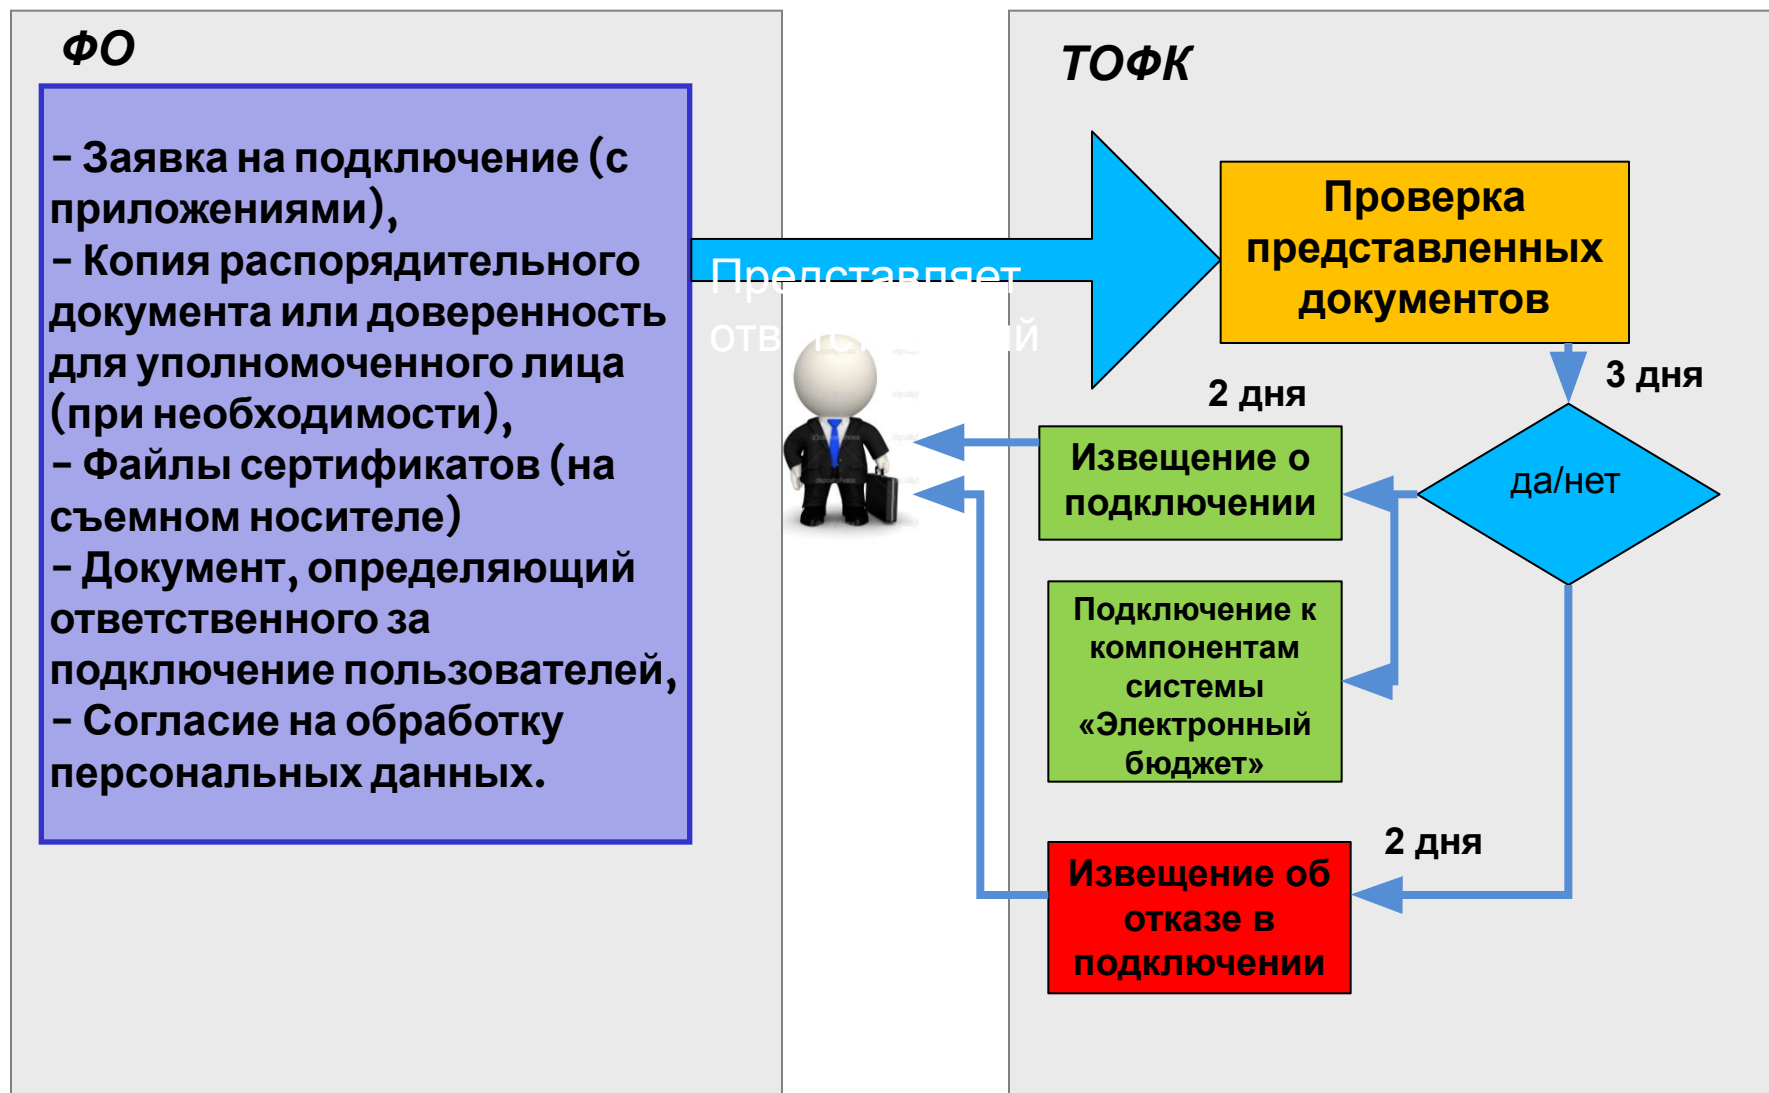 ФО
– Заявка на подключение (с
приложениями),
– Копия распорядительного
документа или доверенность
для уполномоченного лица
(при необходимости),
– Файлы сертификатов (на
съемном носителе)
– Документ, определяющий
ответственного за
подключение пользователей,
– Согласие на обработку
персональных данных.
Представляет
ТОФК
Проверка
представленных
документов
3 дня
да/нет
2 дня
Извещение о
подключении
Подключение к
компонентам
системы
«Электронный
бюджет»
2 дня
Извещение об
отказе в
подключении